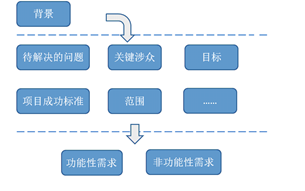 背景
待解决的问题 关键涉众 目标
项目成功标准 范围 ......
功能性需求 非功能性需求